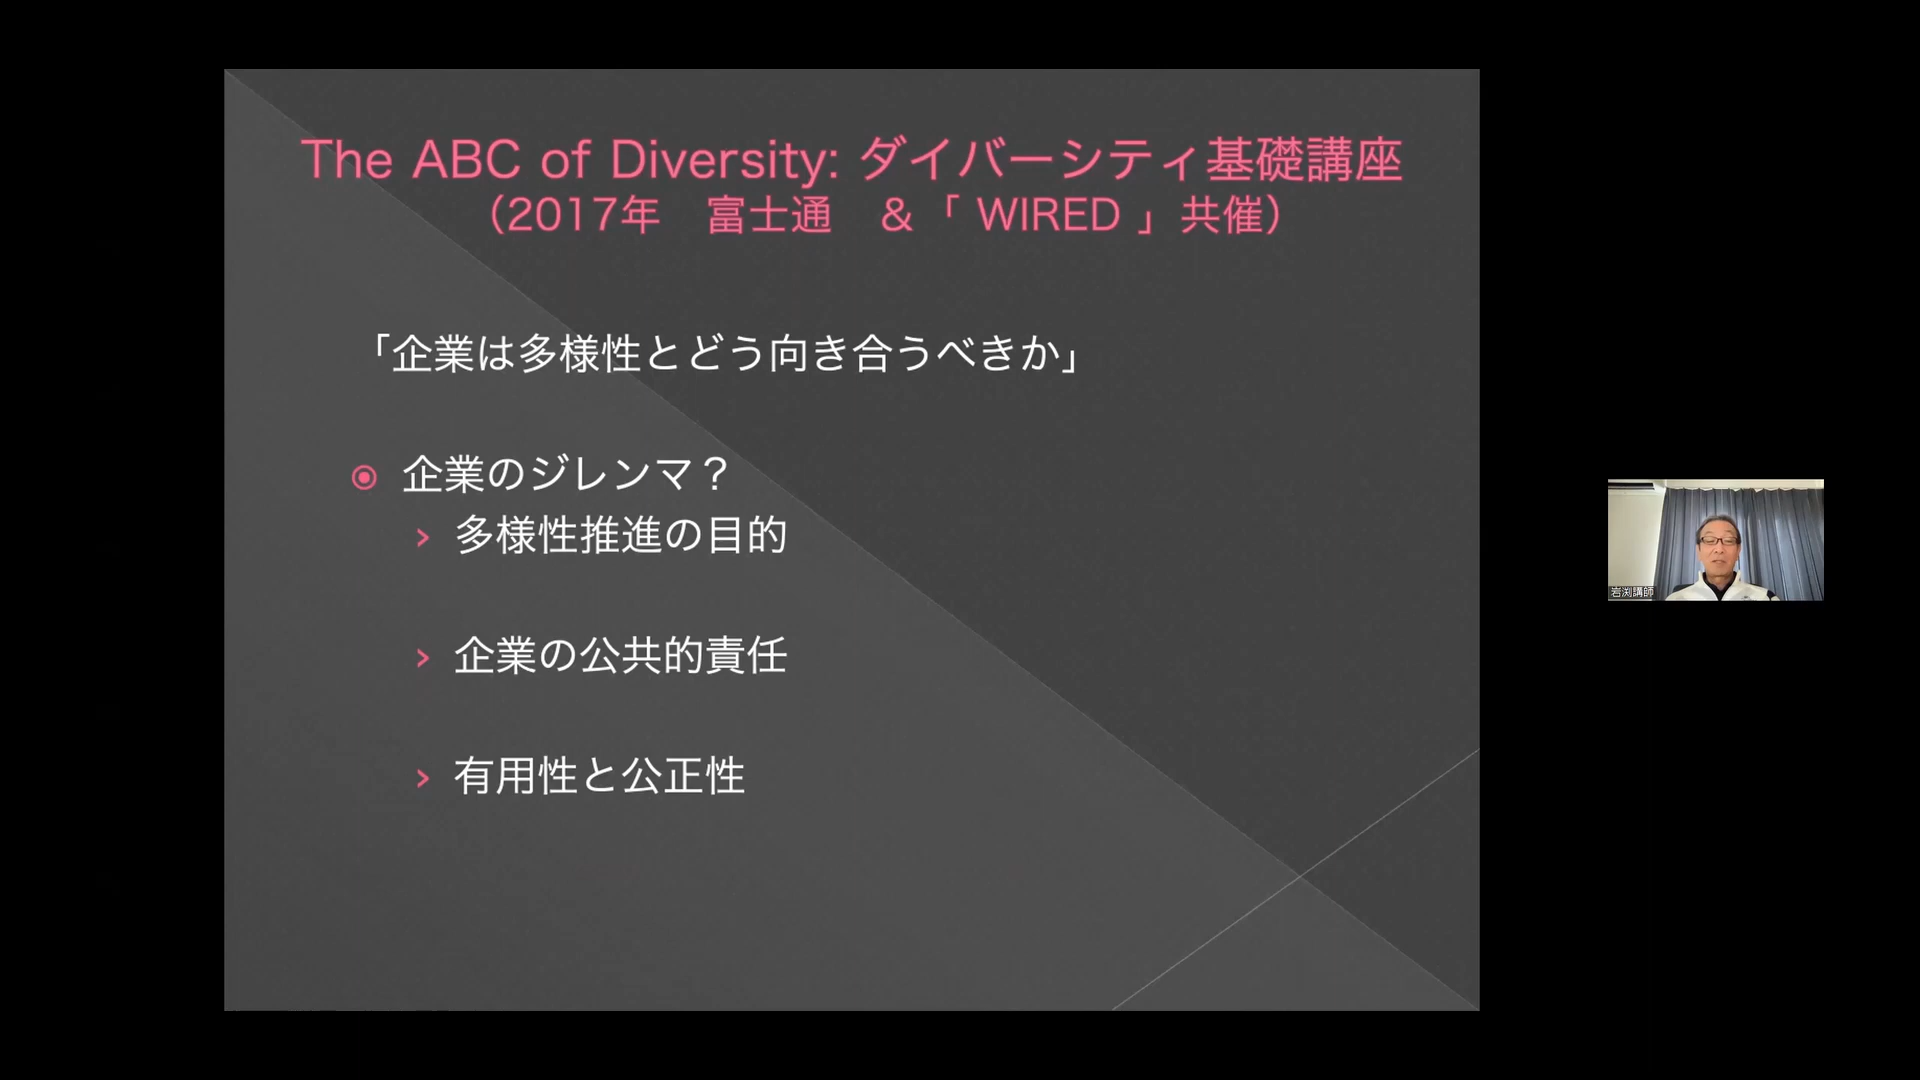 The ABC of Diversity: ダイバーシティ基礎講座
（2017年　富士通　＆「 WIRED 」共催）
「企業は多様性とどう向き合うべきか」
企業のジレンマ？
› 多様性推進の目的
› 企業の公共的責任
› 有用性と公正性
岩渕講師